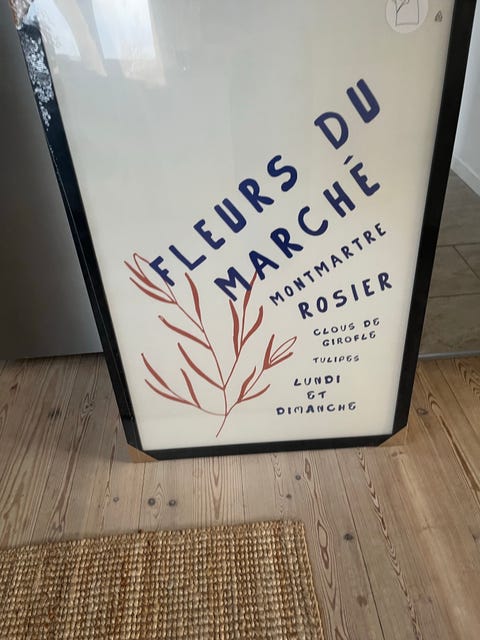 FLEURS DU
MARCHÉ
MONTMARTRE
ROSIER
CLOUS DE
GIROFLE
TULIPES
LUNDI
ET
DIMANCHE